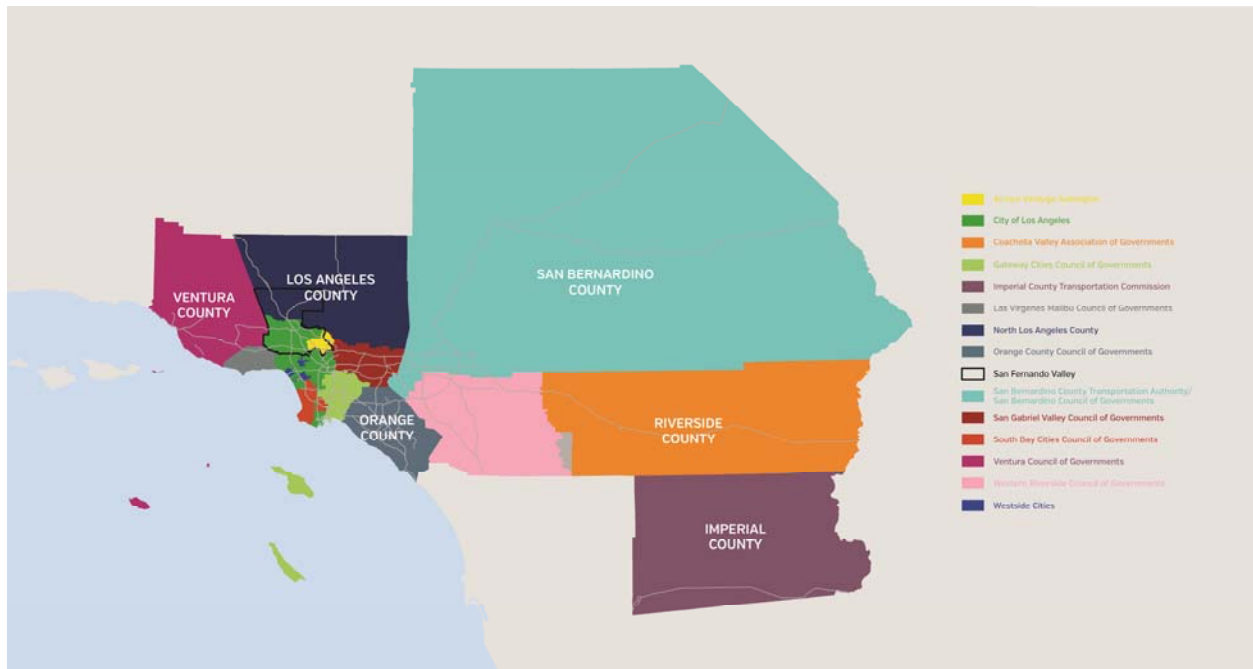 SAN BERNARDINO
COUNTY
LOS ANGELES
COUNTY
VENTURA
COUNTY
ORANGE
COUNTY
RIVERSIDE
COUNTY
IMPERIAL
COUNTY
Arroyo Verdugo
City of Los Angeles
Coachella Valley Association of Governments
Gateway Cities Council of Governments
Imperial County Transportation Commission
Las Virgenes Malibu Council of Governments
North Los Angeles County
Orange County Council of Governments
San Fernando Valley
San Bernardino County Transportation Authority/
San Bernardino Council of Governments
San Gabriel Valley Council of Governments
South Bay Cities Council of Governments
Ventura Council of Governments
Western Riverside Council of Governments
Westside Cities